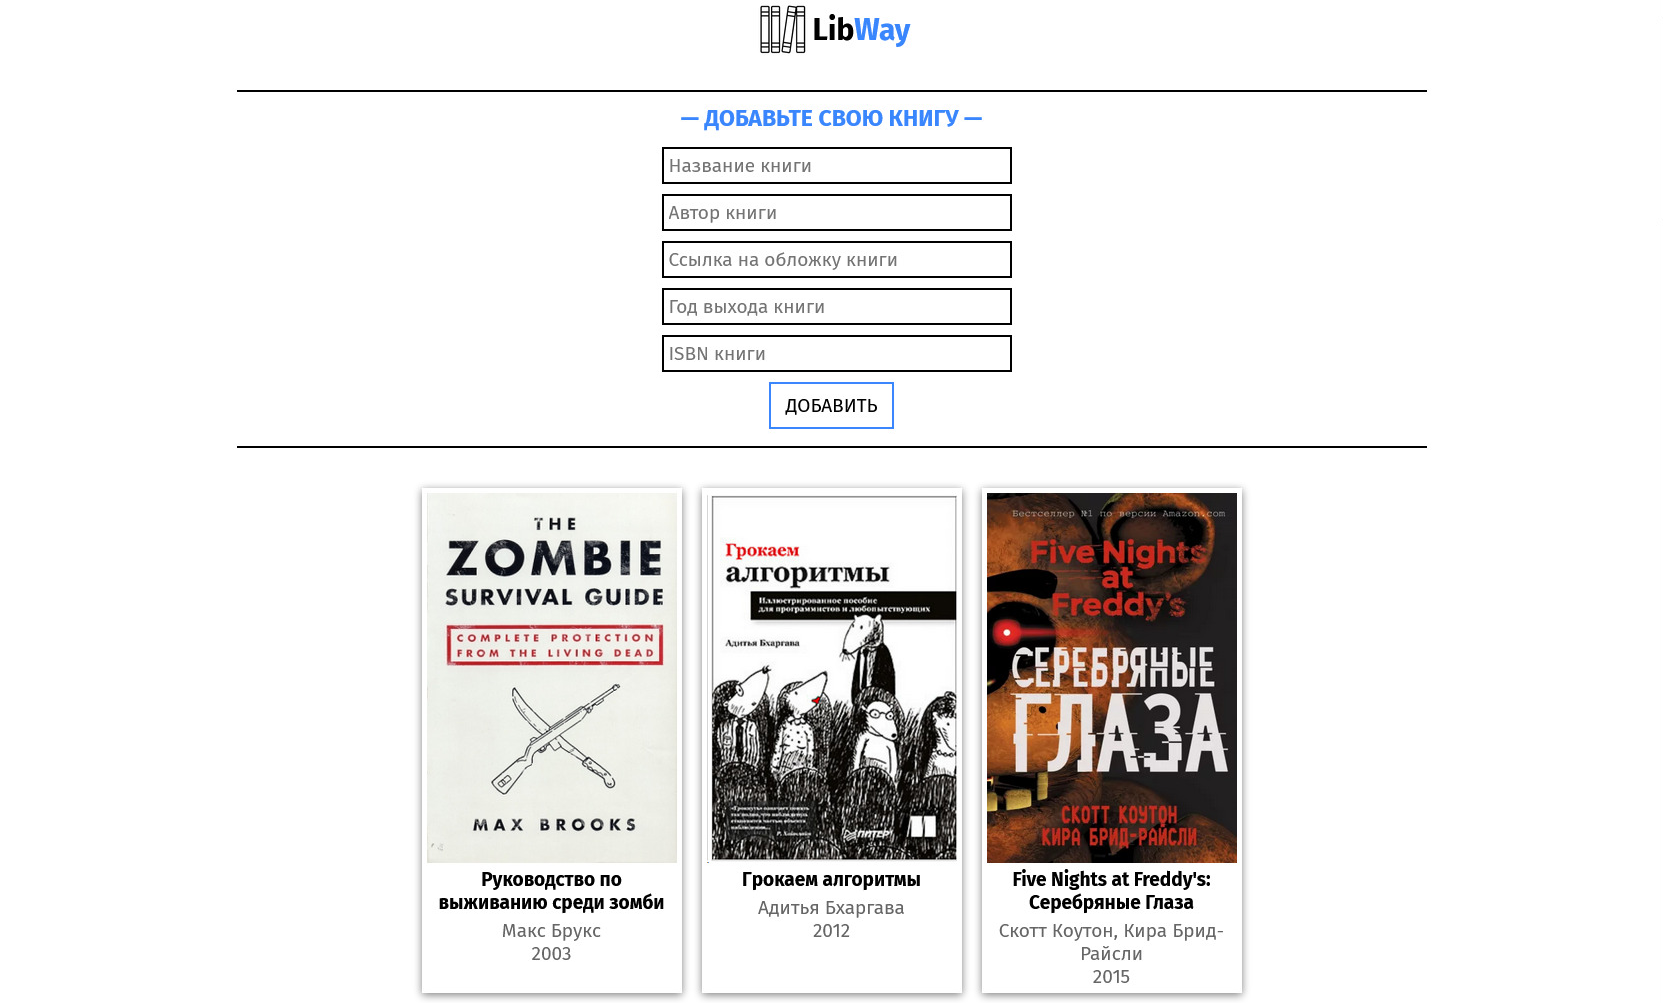 LibWay
— ДОБАВЬТЕ СВОЮ КНИГУ —
Название книги
Автор книги
Ссылка на обложку книги
Год выхода книги
ISBN книги
ДОБАВИТЬ
THE
ZOMBIE
SURVIVAL GUIDE
COMPLETE PROTECTION
FROM THE LIVING DEAD
MAX BROOKS
Руководство по
выживанию среди зомби
Макс Брукс
2003
Грокаем
алгоритмы
Иллюстрированное пособие
для программистов и любопытствующих
Адитья Бхаргава
ПИТЕР
Грокаем алгоритмы
Адитья Бхаргава
2012
Бестселлер №1 по версии Amazon.com
Five Nights
at
Freddy's
СЕРЕБРЯНЫЕ
ГЛАЗА
СКОТТ КОУТОН
КИРА БРИД-РАЙСЛИ
Five Nights at Freddy's:
Серебряные Глаза
Скотт Коутон, Кира Брид-
Райсли
2015